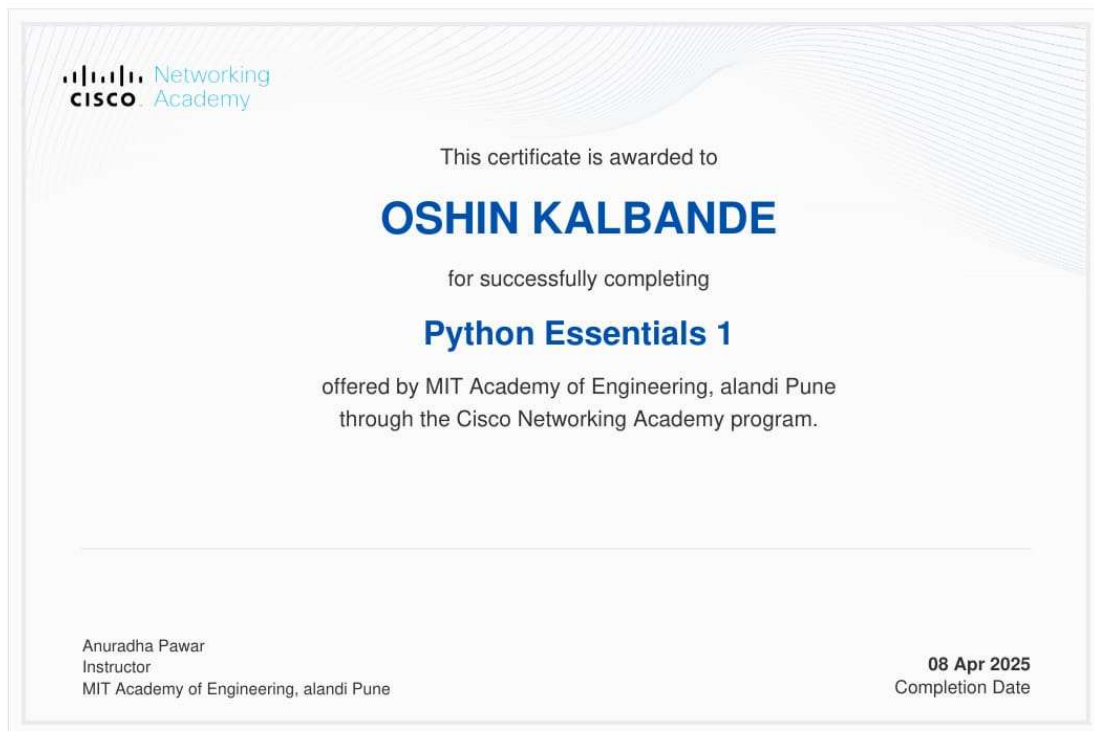 Networking
CISCO Academy
This certificate is awarded to
OSHIN KALBANDE
for successfully completing
Python Essentials 1
offered by MIT Academy of Engineering, alandi Pune
through the Cisco Networking Academy program.
Anuradha Pawar
Instructor
MIT Academy of Engineering, alandi Pune
08 Apr 2025
Completion Date